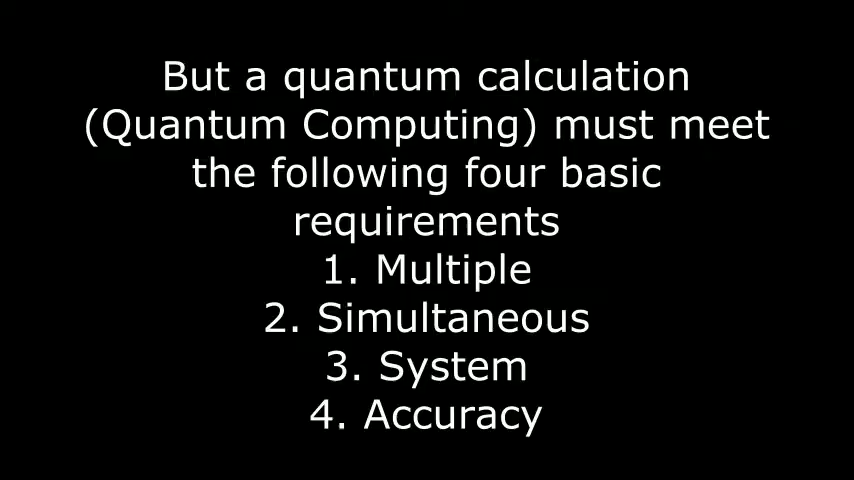 But a quantum calculation
(Quantum Computing) must meet
the following four basic
requirements
1. Multiple
2. Simultaneous
3. System
4. Accuracy